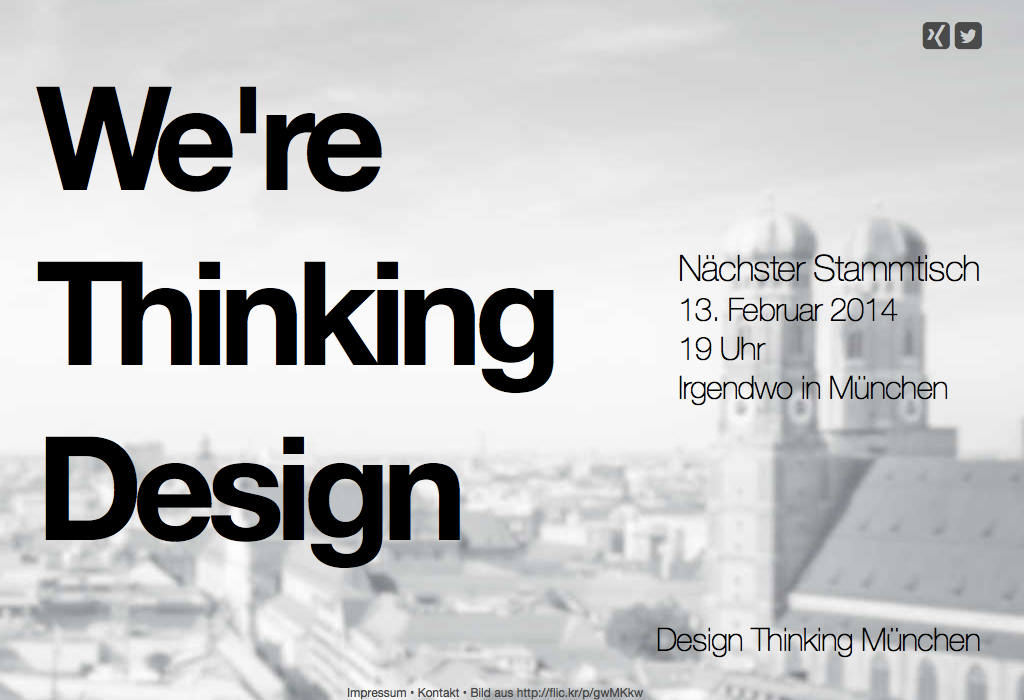 We're
Thinking
Design
Nächster Stammtisch
13. Februar 2014
19 Uhr
Irgendwo in München
Design Thinking München
Impressum • Kontakt • Bild aus http://flic.kr/p/gwMKkw